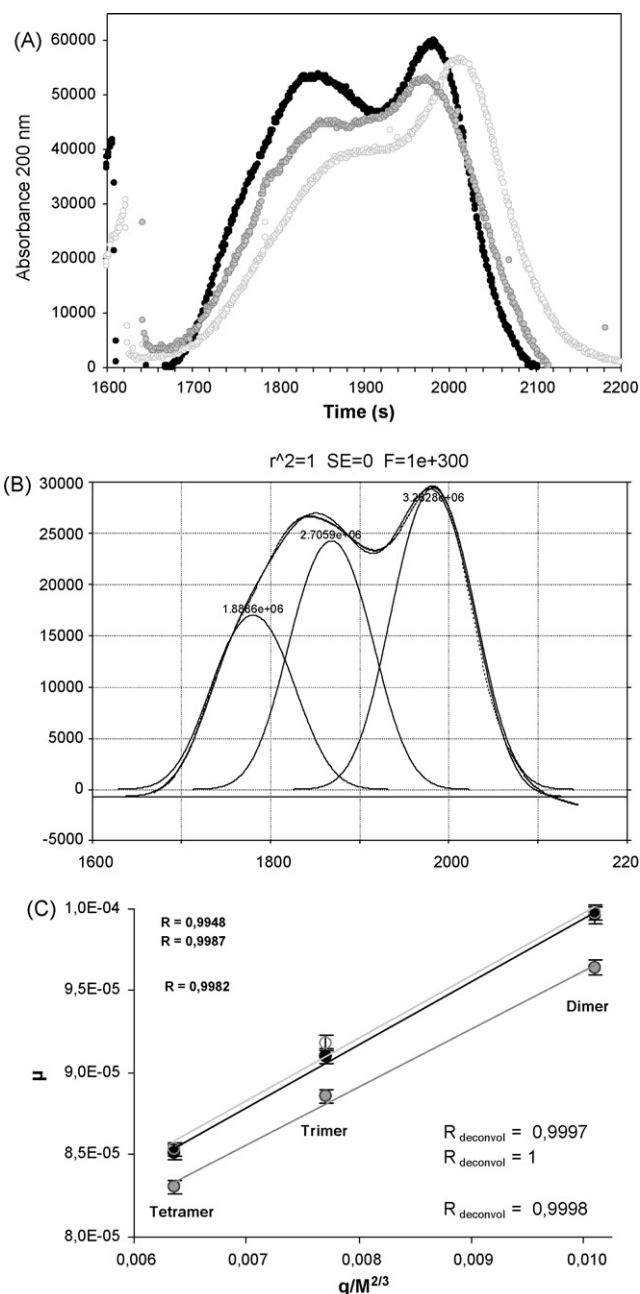 (A)
Absorbance 200 nm
60000
50000
40000
30000
20000
10000
0
1600
1700
1800
1900
2000
2100
2200
Time (s)
r^2=1 SE=0 F=1e+300
(B)
30000
25000
20000
15000
10000
5000
0
-5000
1.8886e+06
2.7059e+06
3.2828e+06
1600
1800
2000
220
(C)
μ
1,0E-04
9,5E-05
9,0E-05
8,5E-05
8,0E-05
R = 0,9948
R = 0,9987
R = 0,9982
Dimer
Trimer
Tetramer
R deconvol = 0,9997
R deconvol = 1
R deconvol = 0,9998
0,006
0,007
0,008
0,009
0,010
q/M2/3